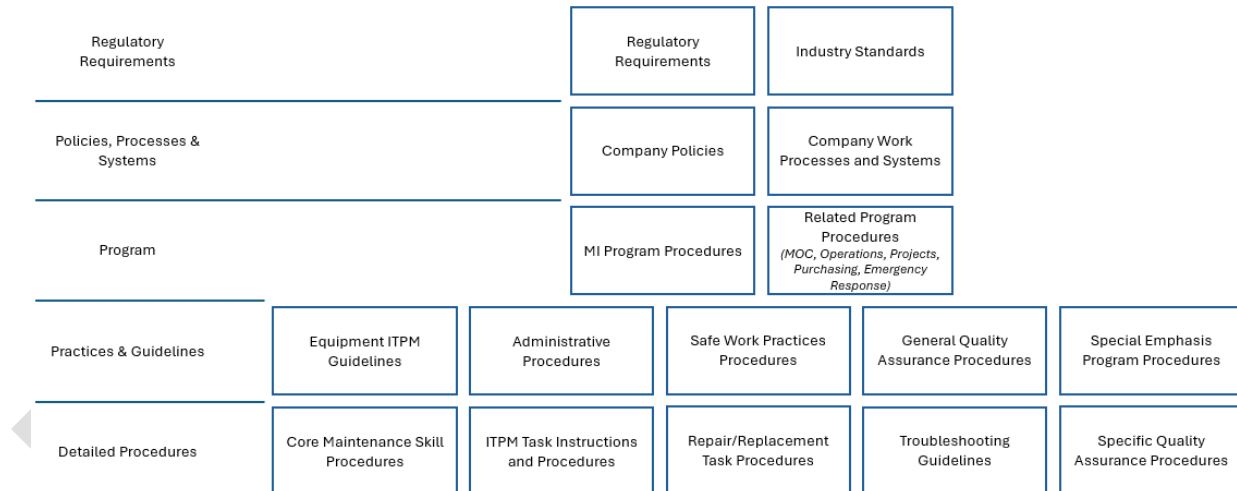 Regulatory
Requirements
Regulatory
Requirements
Industry Standards
Policies, Processes &
Systems
Company Policies
Company Work
Processes and Systems
Program
MI Program Procedures
Related Program
Procedures
(MOC, Operations, Projects,
Purchasing, Emergency
Response)
Practices & Guidelines
Equipment ITPM
Guidelines
Administrative
Procedures
Safe Work Practices
Procedures
General Quality
Assurance Procedures
Special Emphasis
Program Procedures
Detailed Procedures
Core Maintenance Skill
Procedures
ITPM Task Instructions
and Procedures
Repair/Replacement
Task Procedures
Troubleshooting
Guidelines
Specific Quality
Assurance Procedures